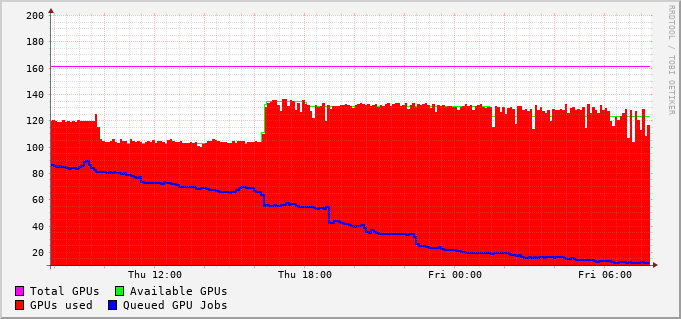 200
180
160
140
120
100
80
60
40
20
Thu 12:00 Thu 18:00 Fri 00:00 Fri 06:00
Total GPUs Available GPUs
GPUs used Queued GPU Jobs
RRDTOOL / TOBI OETIKER